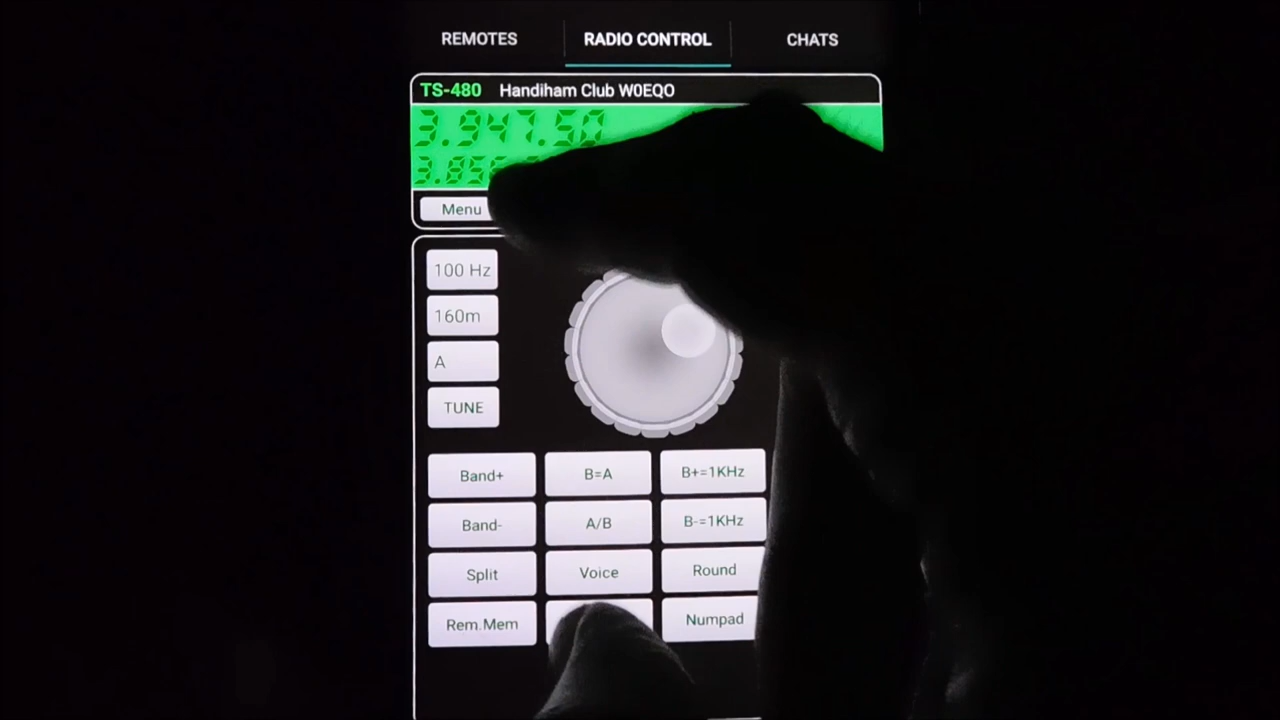 REMOTES RADIO CONTROL CHATS
TS-480 Handiham Club W0EQO
3.947.50
Menu
100 Hz
160m
A
TUNE
Band+ B=A B+=1KHz
Band- A/B B-=1KHz
Split Voice Round
Rem.Mem Numpad